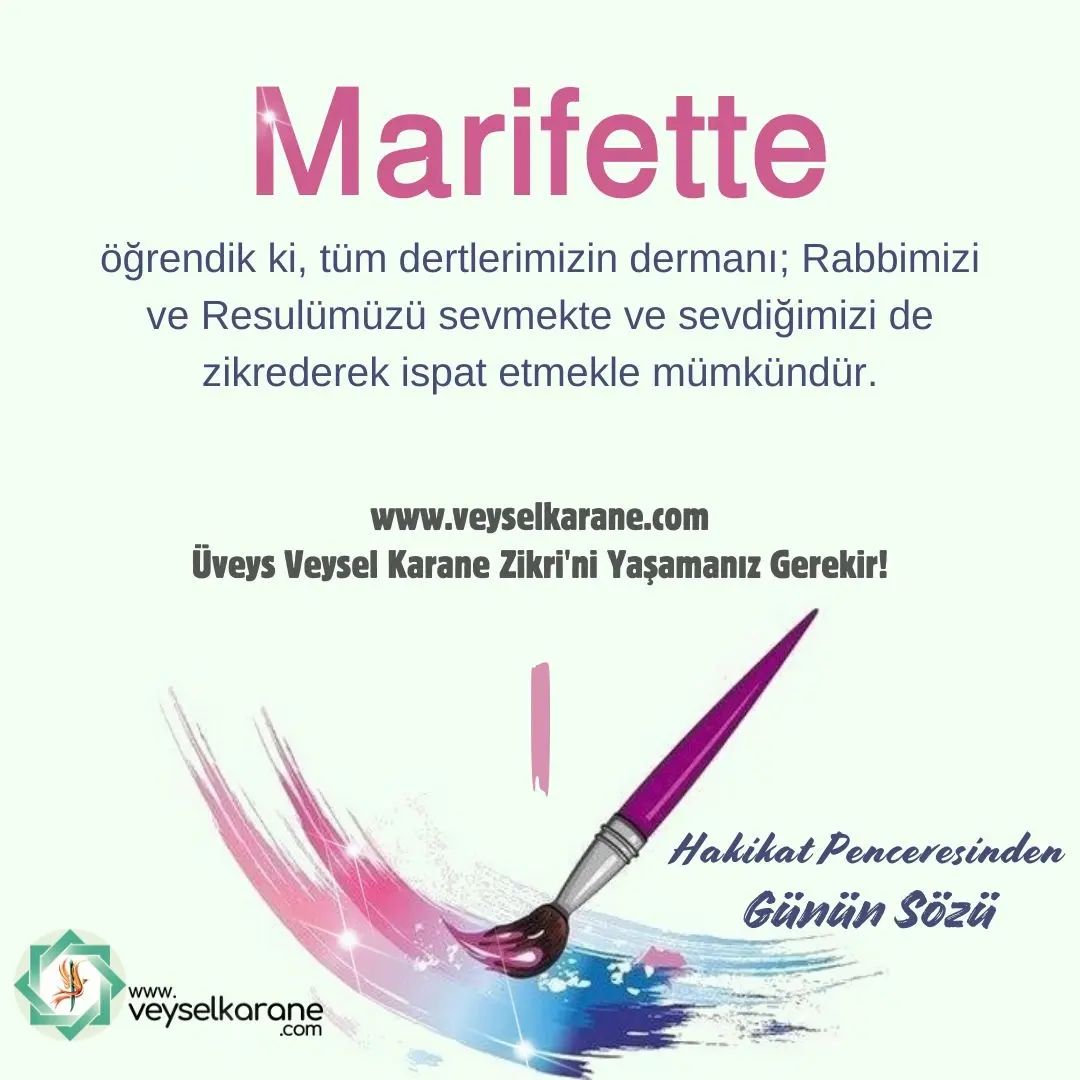 Marifette
öğrendik ki, tüm dertlerimizin dermanı; Rabbimizi
ve Resulümüzü sevmekte ve sevdiğimizi de
zikrederek ispat etmekle mümkündür.
www.veyselkarane.com
Üveys Veysel Karane Zikri'ni Yaşamanız Gerekir!
Hakikat Penceresinden
Günün Sözü
www.
veyselkarane
.com